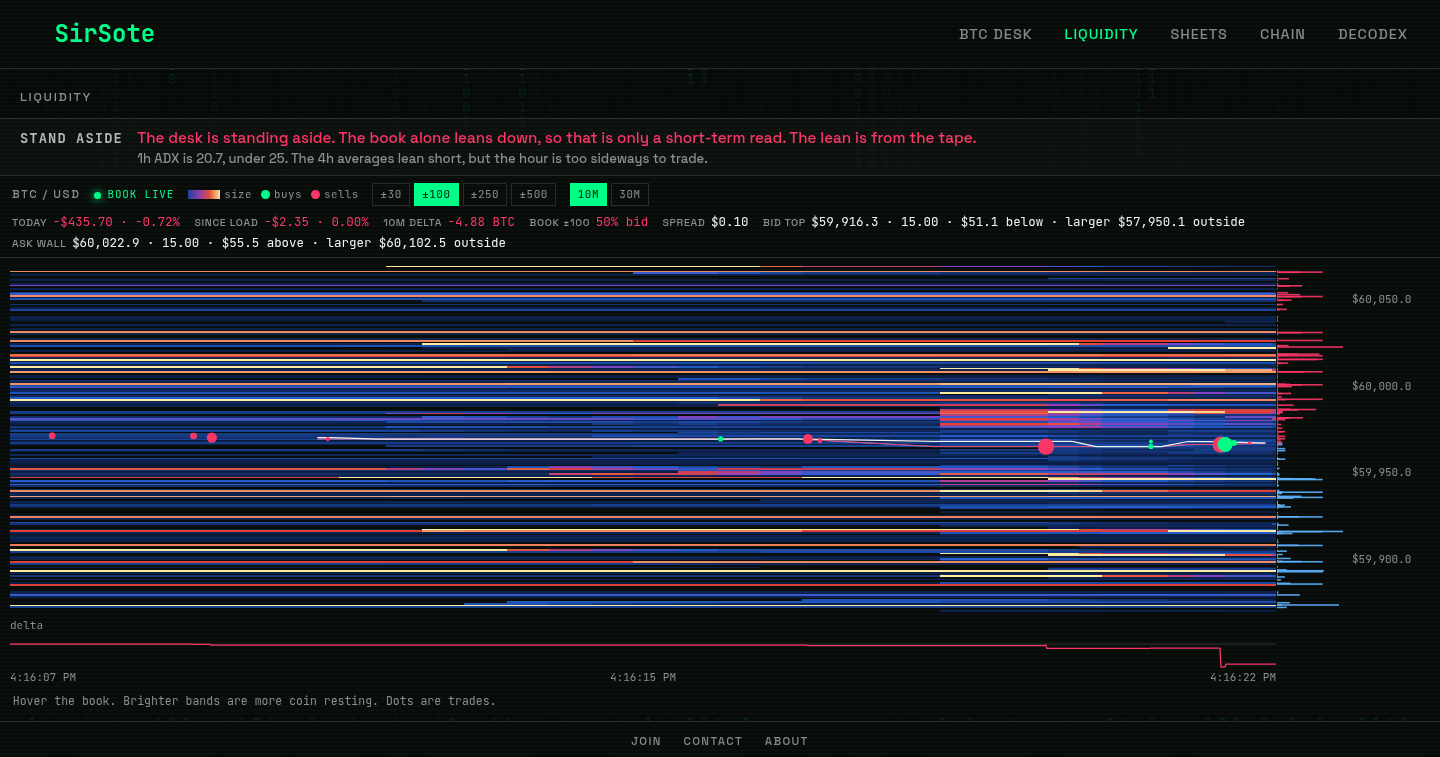 SirSote
BTC DESK LIQUIDITY SHEETS CHAIN DECODEX
LIQUIDITY
STAND ASIDE The desk is standing aside. The book alone leans down, so that is only a short-term read. The lean is from the tape.
1h ADX is 20.7, under 25. The 4h averages lean short, but the hour is too sideways to trade.
BTC / USD BOOK LIVE size buys sells ±30 ±100 ±250 ±500 10M 30M
TODAY -$435.70 · -0.72% SINCE LOAD -$2.35 · 0.00% 10M DELTA -4.88 BTC BOOK ±100 50% bid SPREAD $0.10 BID TOP $59,916.3 · 15.00 · $51.1 below · larger $57,950.1 outside
ASK WALL $60,022.9 · 15.00 · $55.5 above · larger $60,102.5 outside
$60,050.0
$60,000.0
$59,950.0
$59,900.0
delta
4:16:07 PM 4:16:15 PM 4:16:22 PM
Hover the book. Brighter bands are more coin resting. Dots are trades.
JOIN CONTACT ABOUT